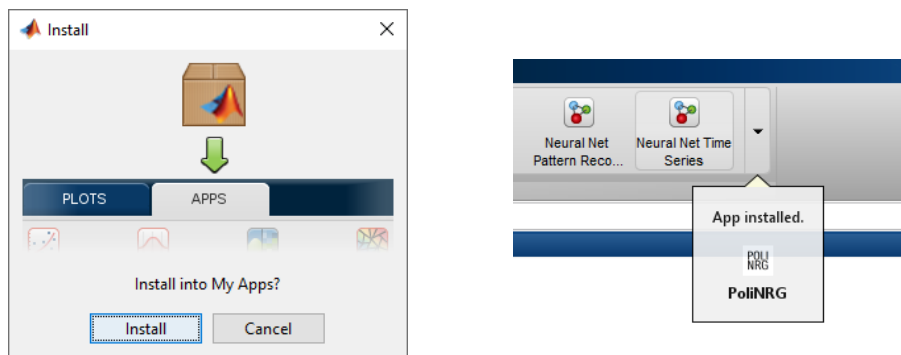 Install
PLOTS
APPS
Install into My Apps?
Install
Cancel
Neural Net
Pattern Reco...
Neural Net Time
Series
App installed.
POLI
NRG
PoliNRG